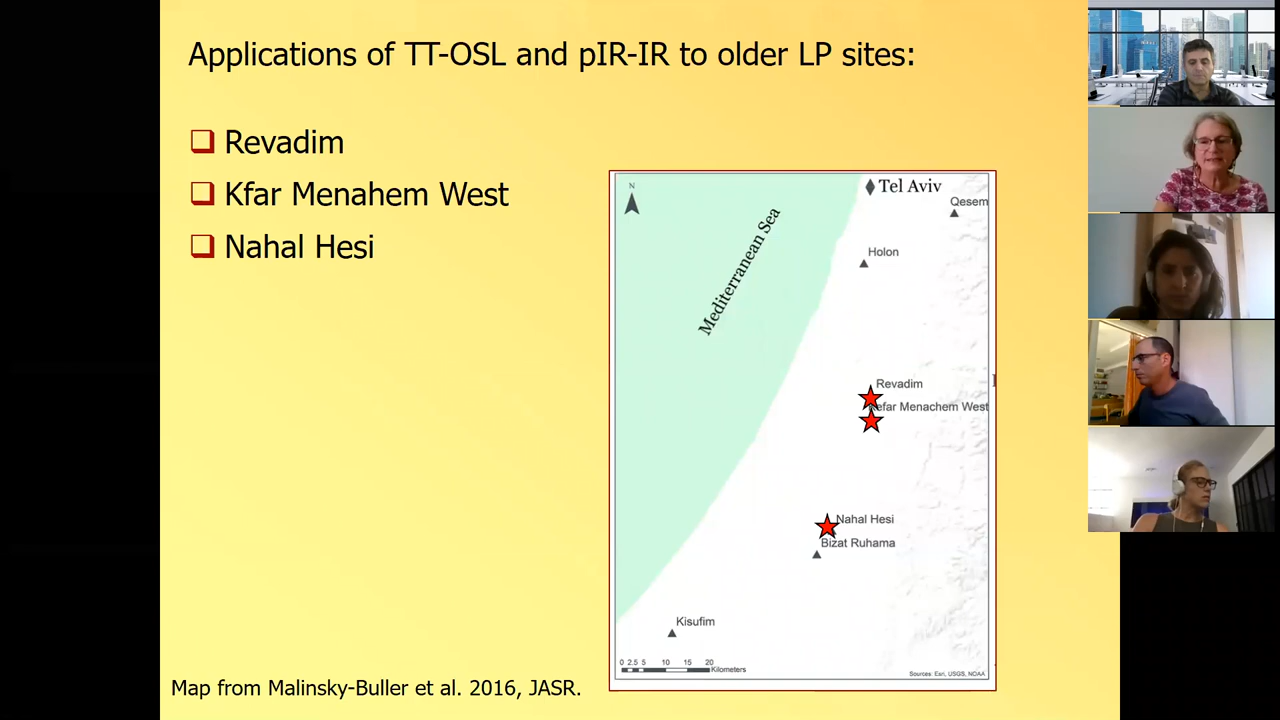 Applications of TT-OSL and pIR-IR to older LP sites:
Revadim
Kfar Menahem West
Nahal Hesi
N
Tel Aviv
Qesem
Mediterranean Sea
Holon
Revadim
Kefar Menachem West
Nahal Hesi
Bizat Ruhama
Kisufim
0 2.5 5 10 15 20
Kilometers
Sources: Esri, USGS, NOAA
Map from Malinsky-Buller et al. 2016, JASR.